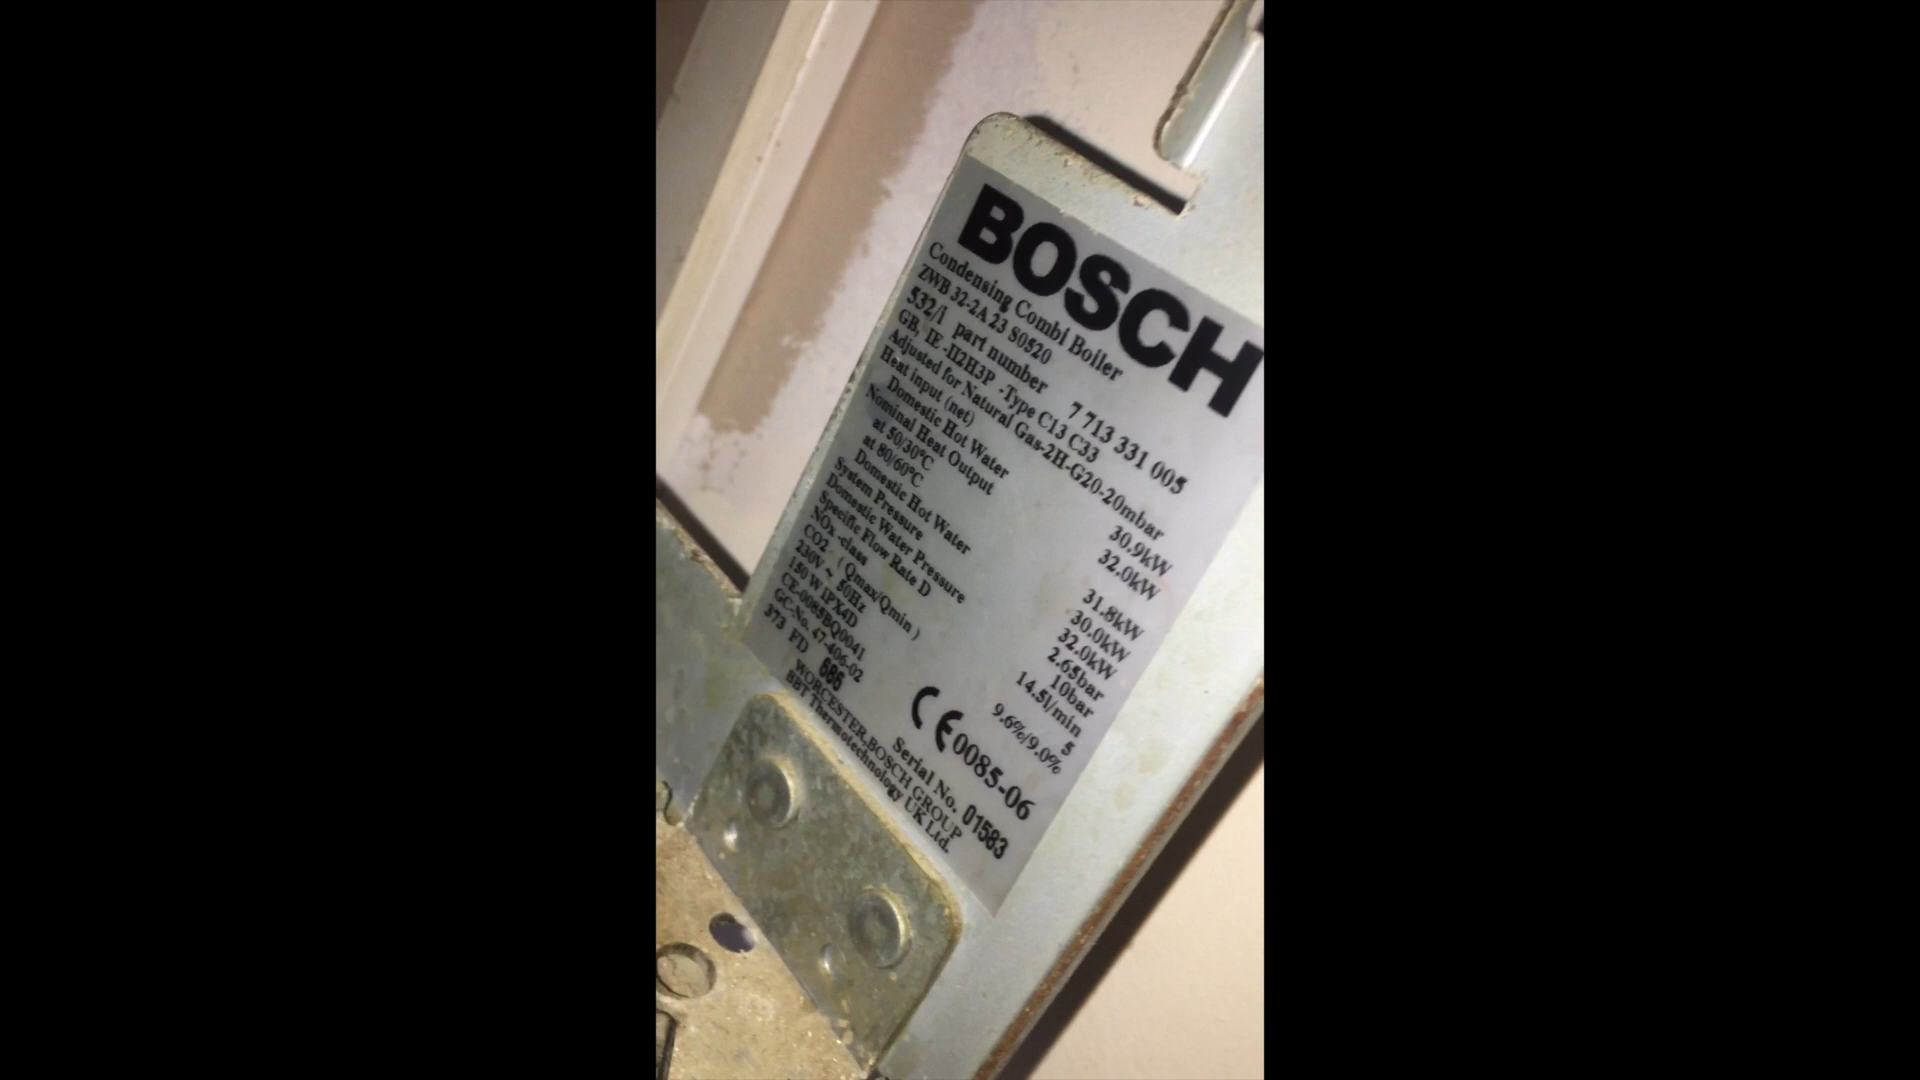 BOSCH
Condensing Combi Boiler
ZWB 32-2A 23 S0520
532/1 part number 7 713 331 005
GB, IE -II2H3P -Type C13 C33
Adjusted for Natural Gas-2H-G20-20mbar
Heat input (net) 30.9kW
Domestic Hot Water 32.0kW
Nominal Heat Output
at 50/30°C 31.8kW
at 80/60°C 30.0kW
Domestic Hot Water 32.0kW
System Pressure 2.65bar
Domestic Water Pressure 10bar
Specific Flow Rate D 14.5l/min
NOx -class 5
CO2 ( Qmax/Qmin ) 9.6%/9.0%
230V ~ 50Hz
150 W IPX4D
CE-0085BQ0041
GC-No. 47-406-02 CE 0085-06
373 FD 686 Serial No. 01583
WORCESTER,BOSCH GROUP
BBT Thermotechnology UK Ltd.